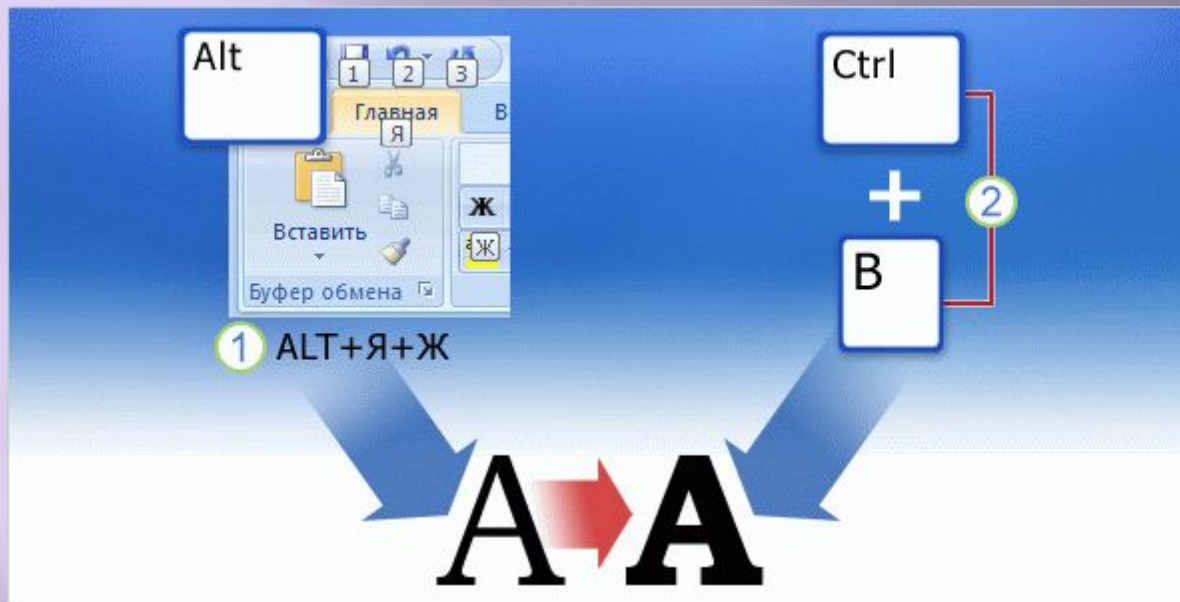 Alt
1 2 3
Главная В
Я
Вставить
Ж
Ж
Буфер обмена
1 ALT+Я+Ж
Ctrl
+
2
B
A A